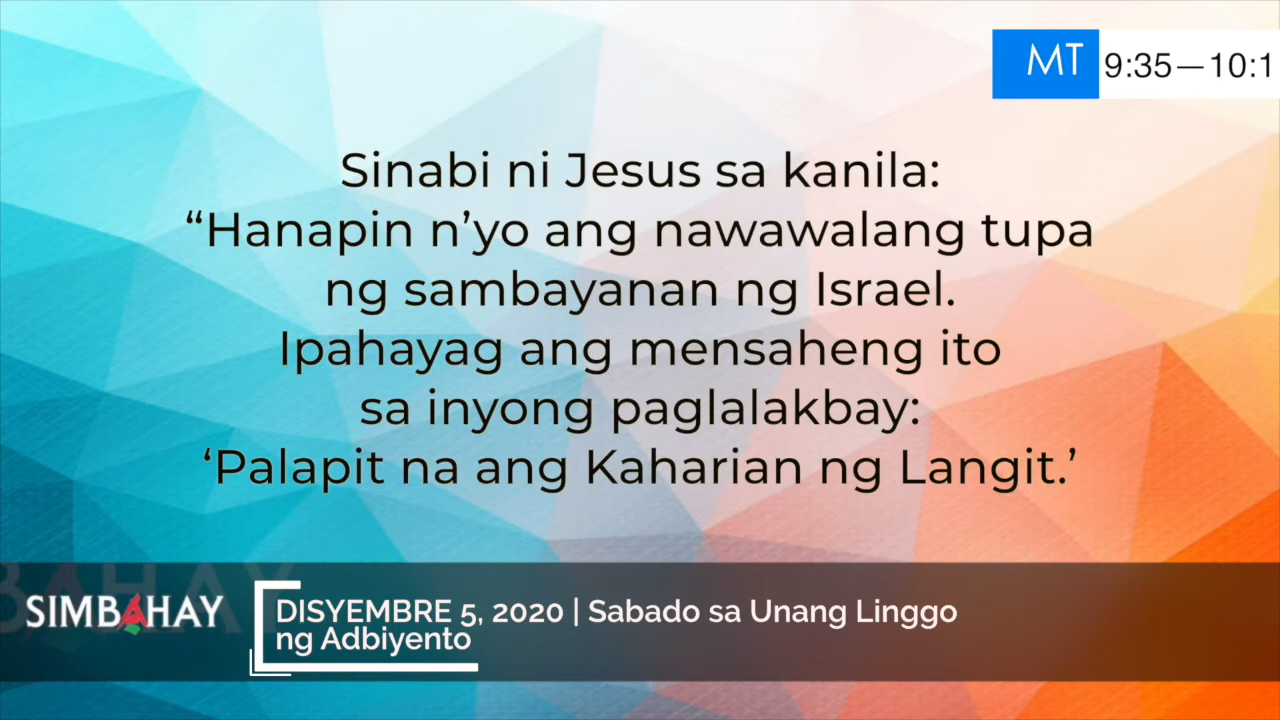 MT 9:35—10:1
Sinabi ni Jesus sa kanila:
“Hanapin n’yo ang nawawalang tupa
ng sambayanan ng Israel.
Ipahayag ang mensaheng ito
sa inyong paglalakbay:
‘Palapit na ang Kaharian ng Langit.’
SIMBAHAY
DISYEMBRE 5, 2020 | Sabado sa Unang Linggo
ng Adbiyento